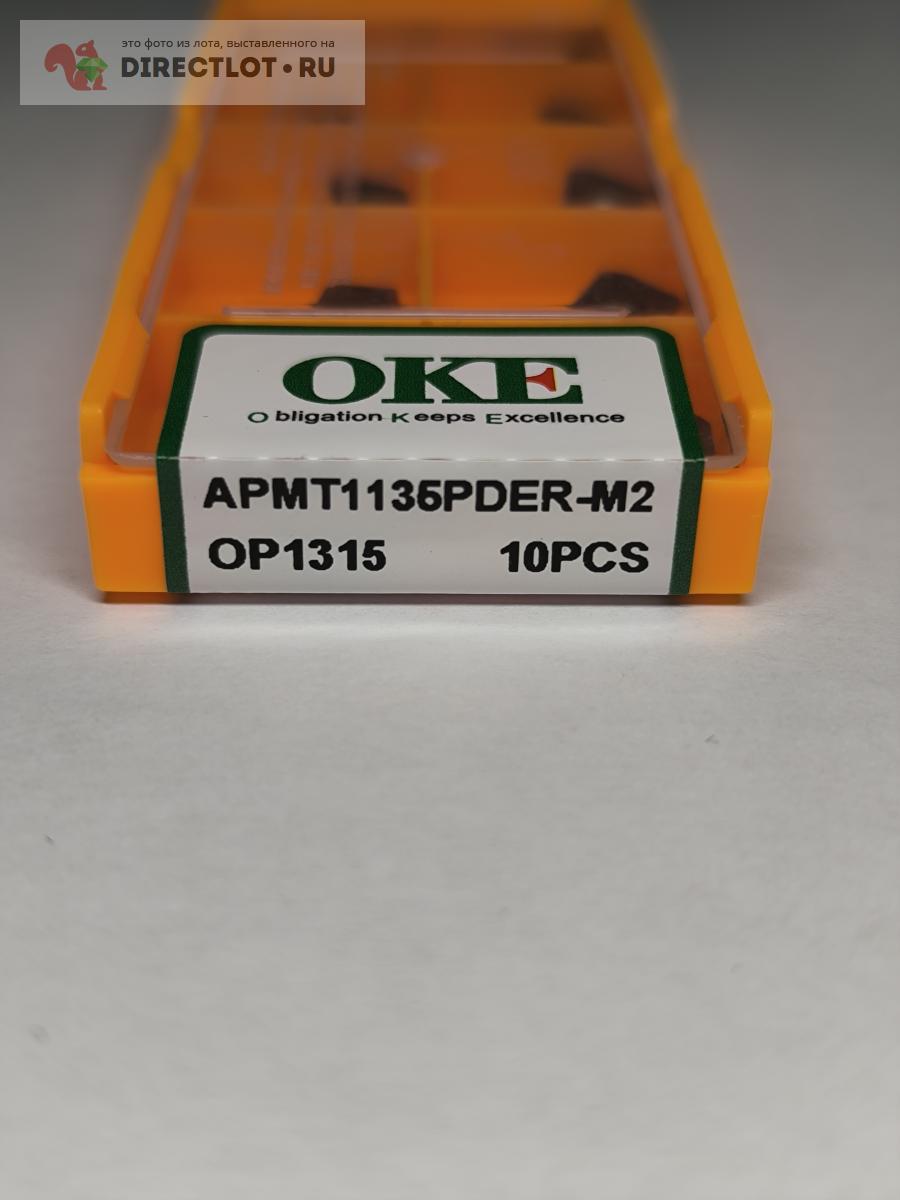 это фото из лота, выставленного на
DIRECTLOT•RU
OKE
Obligation Keeps Excellence
APMT1135PDER-M2
OP1315 10PCS